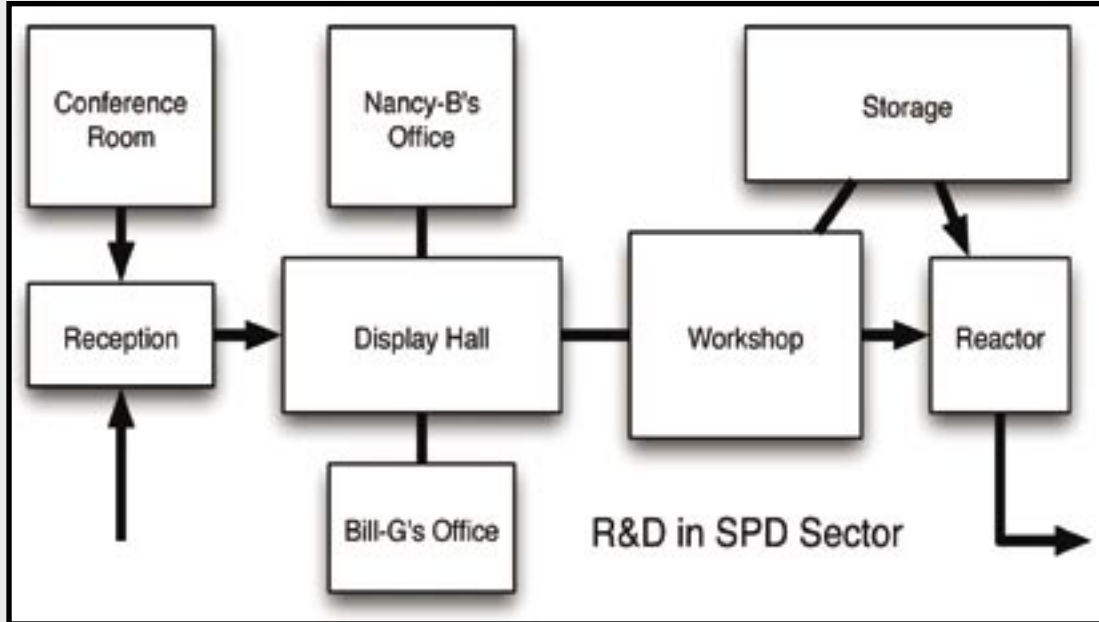 Conference
Room
Nancy-B's
Office
Storage
Reception
Display Hall
Workshop
Reactor
Bill-G's Office
R&D in SPD Sector